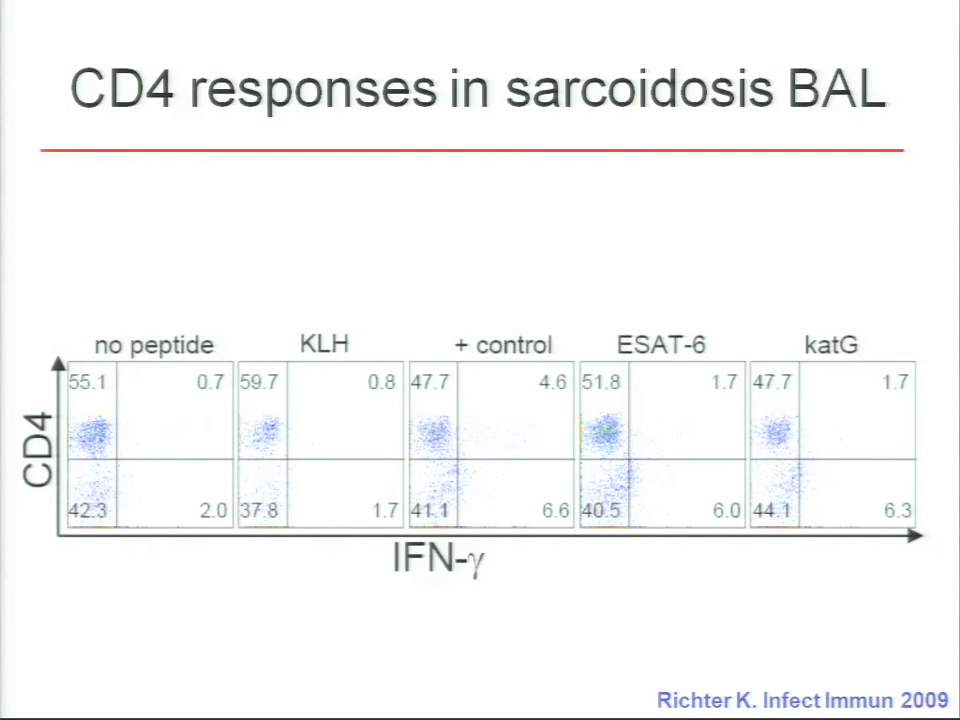 CD4 responses in sarcoidosis BAL
no peptide KLH + control ESAT-6 katG
55.1 0.7 59.7 0.8 47.7 4.6 51.8 1.7 47.7 1.7
CD4
42.3 2.0 37.8 1.7 41.1 6.6 40.5 6.0 44.1 6.3
IFN-γ
Richter K. Infect Immun 2009